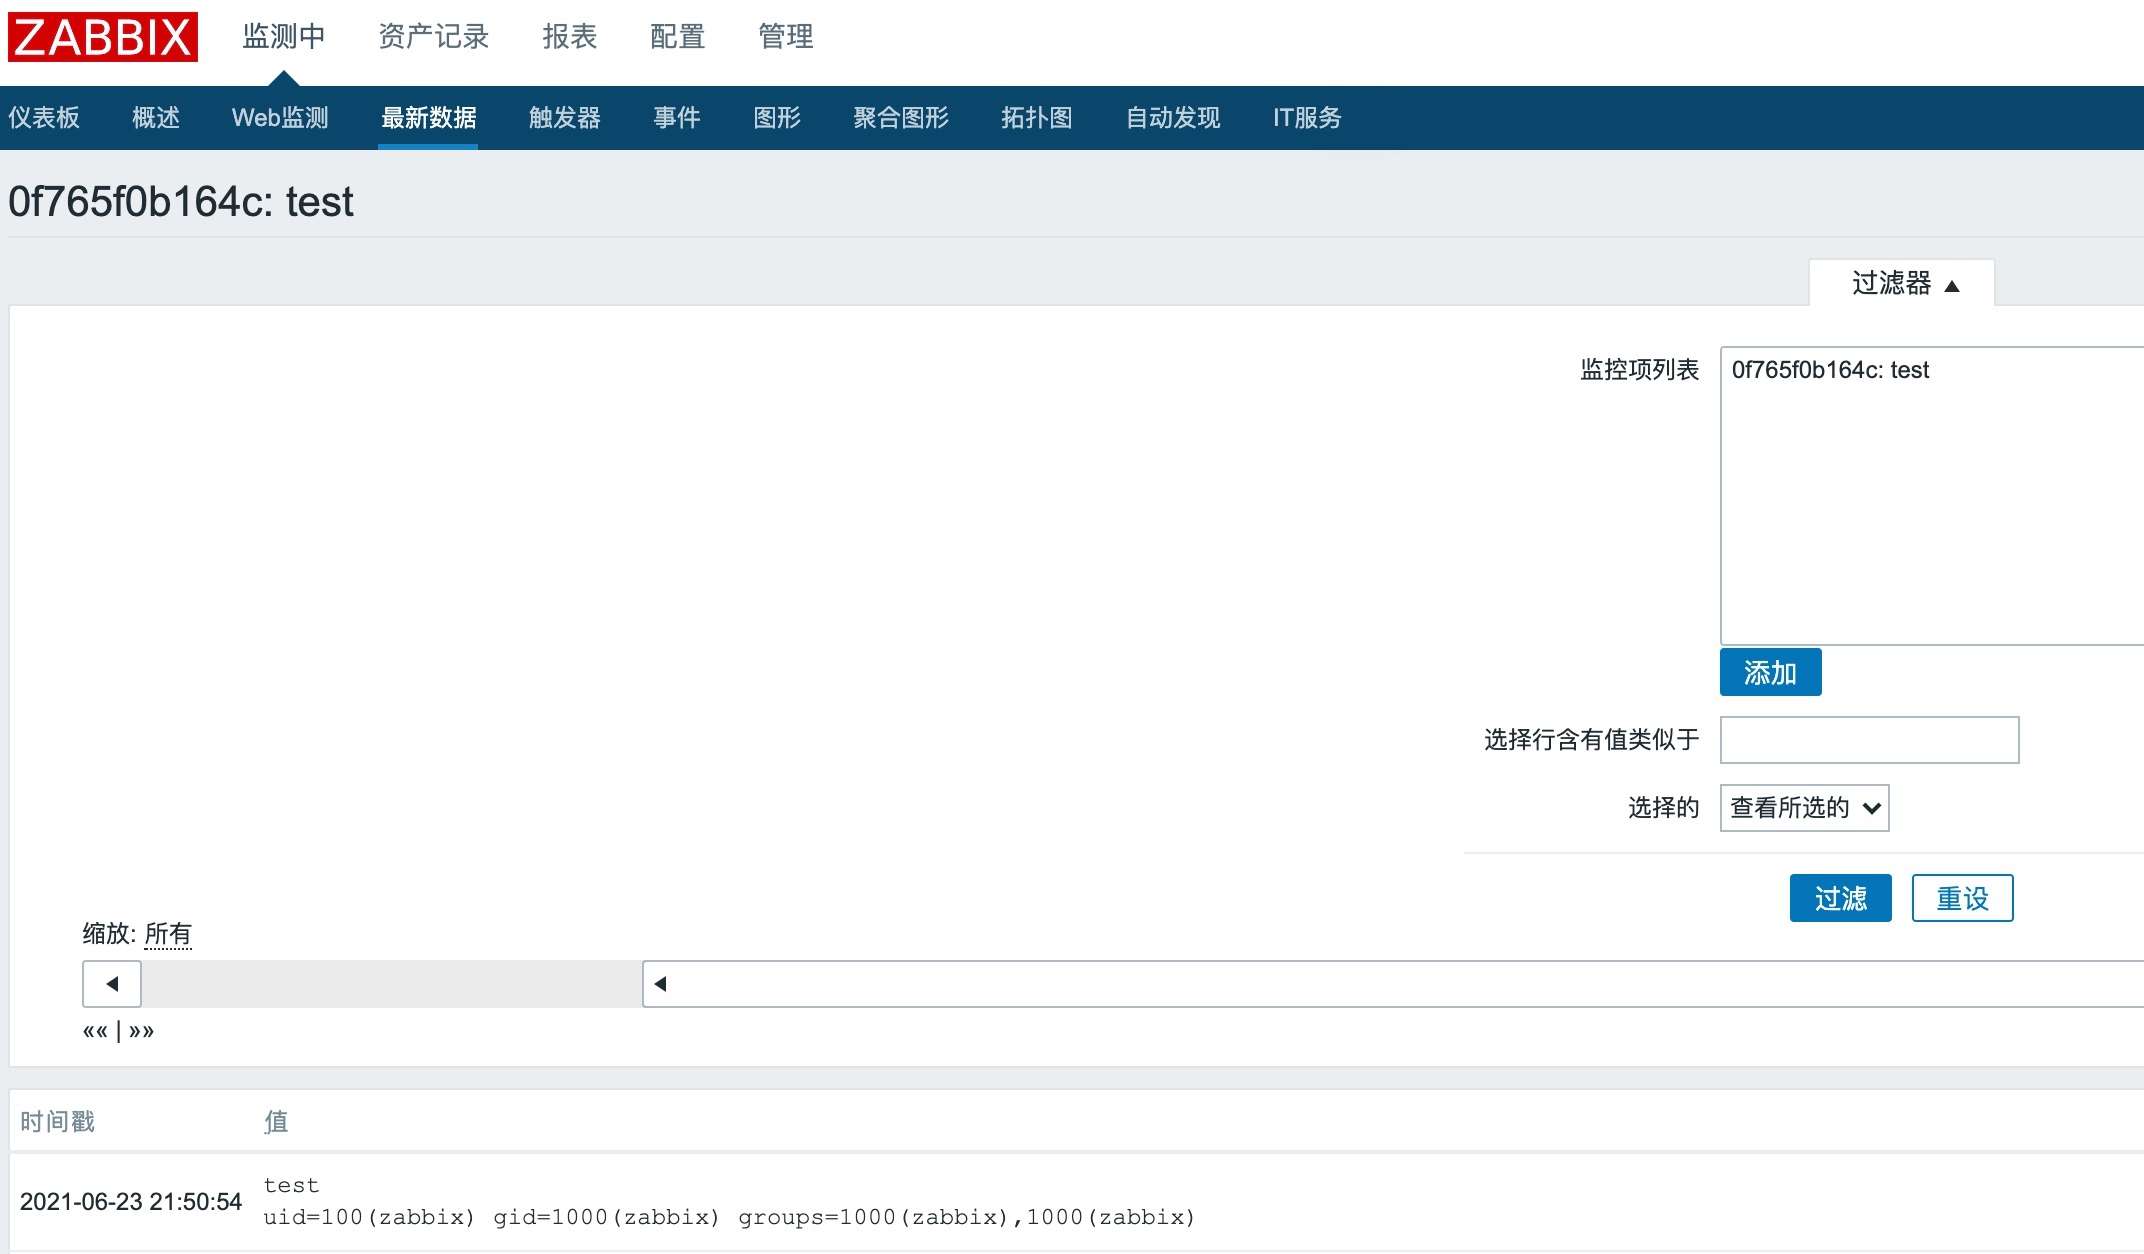 ZABBIX 监测中 资产记录 报表 配置 管理
仪表板 概述 Web监测 最新数据 触发器 事件 图形 聚合图形 拓扑图 自动发现 IT服务
0f765f0b164c: test
过滤器 ▲
监控项列表 0f765f0b164c: test
添加
选择行含有值类似于
选择的 查看所选的
过滤 重设
缩放: 所有
◀ ◀
«« | »»
时间戳 值
2021-06-23 21:50:54 test
uid=100(zabbix) gid=1000(zabbix) groups=1000(zabbix),1000(zabbix)